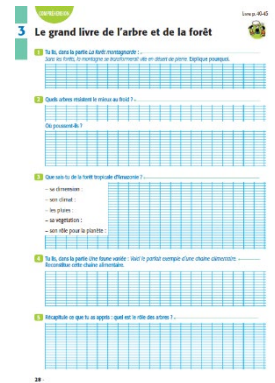 COMPRÉHENSION
Livre p. 40-45
3 Le grand livre de l'arbre et de la forêt
1 Tu lis, dans la partie La forêt montagnarde :
Sans les forêts, la montagne se transformerait vite en désert de pierre. Explique pourquoi.
2 Quels arbres résistent le mieux au froid ?
Où poussent-ils ?
3 Que sais-tu de la forêt tropicale d'Amazonie ?
– sa dimension :
– son climat :
– les pluies :
– sa végétation :
– son rôle pour la planète :
4 Tu lis, dans la partie Une faune variée : Voici le parfait exemple d'une chaîne alimentaire.
Reconstitue cette chaîne alimentaire.
5 Récapitule ce que tu as appris : quel est le rôle des arbres ?
28